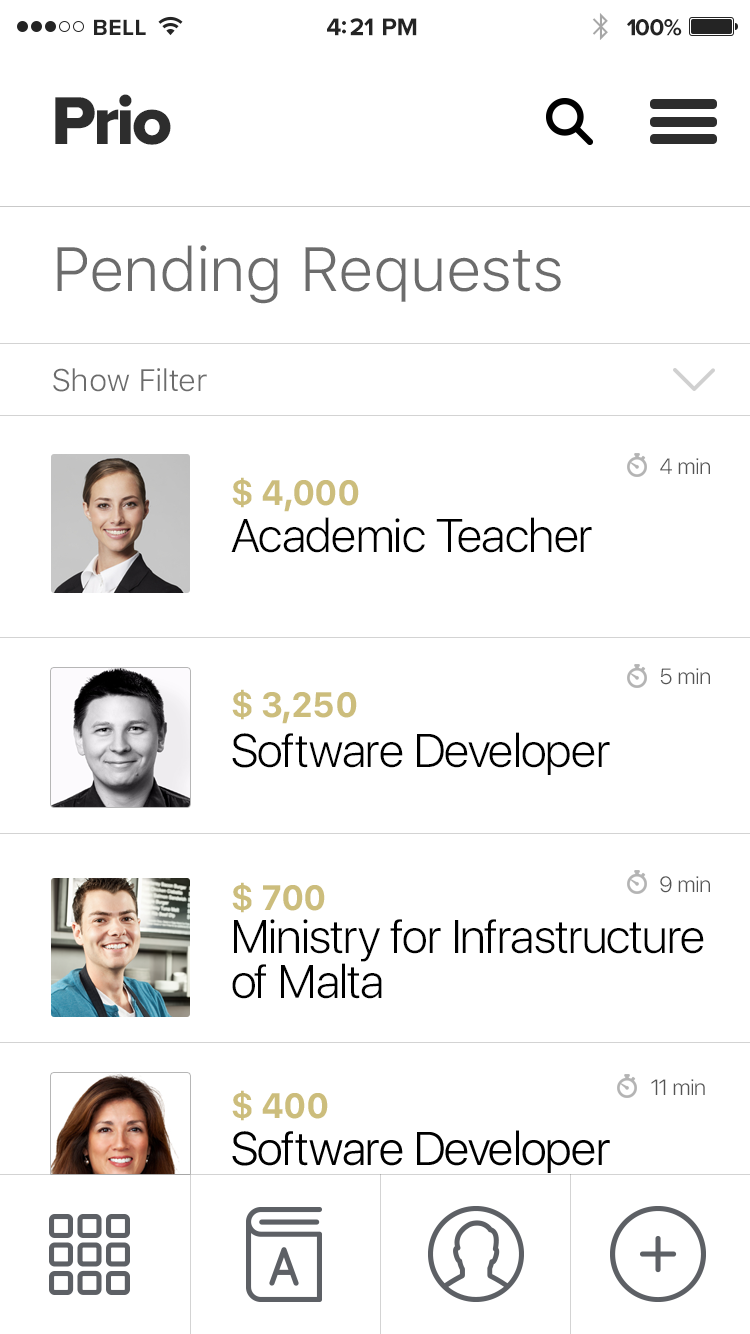 BELL 4:21 PM 100%
Prio
Pending Requests
Show Filter
4 min
$ 4,000
Academic Teacher
5 min
$ 3,250
Software Developer
9 min
$ 700
Ministry for Infrastructure
of Malta
11 min
$ 400
Software Developer
A